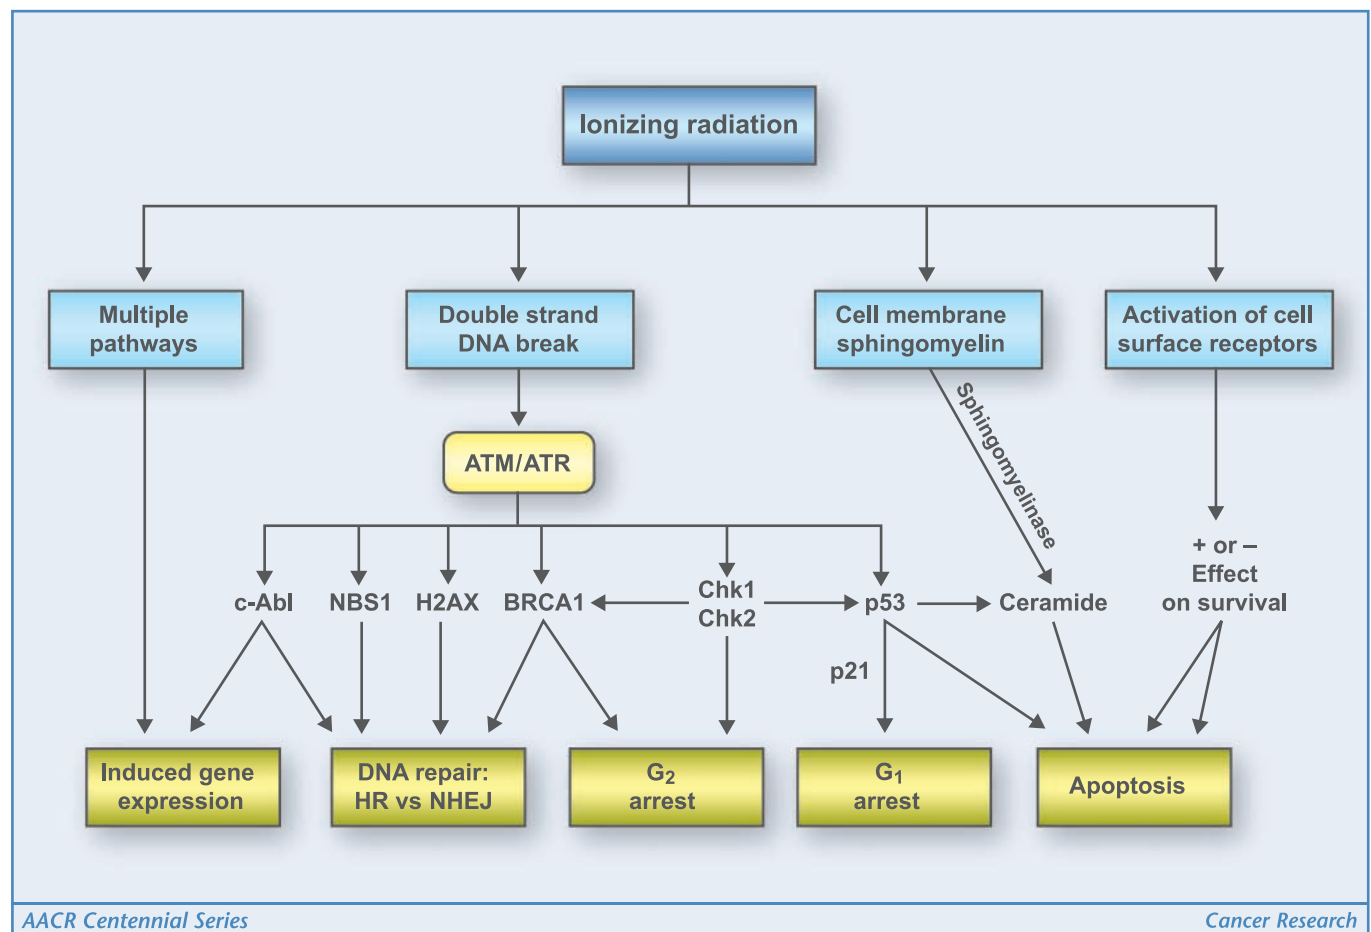 Ionizing radiation
Multiple
pathways
Double strand
DNA break
Cell membrane
sphingomyelin
Activation of cell
surface receptors
Sphingomyelinase
ATM/ATR
+ or –
Effect
on survival
c-Abl
NBS1
H2AX
BRCA1
Chk1
Chk2
p53
Ceramide
p21
Induced gene
expression
DNA repair:
HR vs NHEJ
G₂
arrest
G₁
arrest
Apoptosis
AACR Centennial Series
Cancer Research